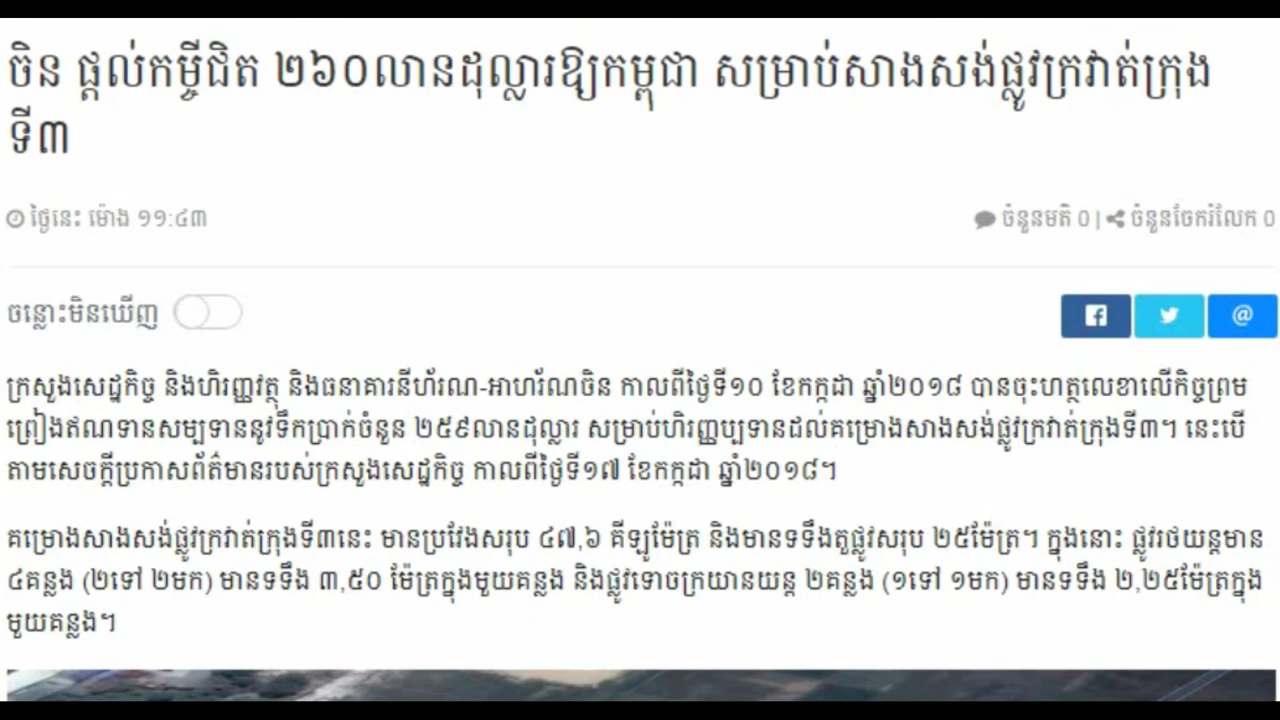 ចិន ផ្តល់កម្ចីជិត ២៦០លានដុល្លារឱ្យកម្ពុជា សម្រាប់សាងសង់ផ្លូវក្រវាត់ក្រុង
ទី៣
ថ្ងៃនេះ ម៉ោង ១១:៤៣
ចំនួនមតិ 0 | ចំនួនចែករំលែក 0
ចន្លោះមិនឃើញ
ក្រសួងសេដ្ឋកិច្ច និងហិរញ្ញវត្ថុ និងធនាគារនីហ័រណ-អាហរ័ណចិន កាលពីថ្ងៃទី១០ ខែកក្កដា ឆ្នាំ២០១៨ បានចុះហត្ថលេខាលើកិច្ចព្រម
ព្រៀងឥណទានសម្បទាននូវទឹកប្រាក់ចំនួន ២៥៩លានដុល្លារ សម្រាប់ហិរញ្ញប្បទានដល់គម្រោងសាងសង់ផ្លូវក្រវាត់ក្រុងទី៣។ នេះបើ
តាមសេចក្តីប្រកាសព័ត៌មានរបស់ក្រសួងសេដ្ឋកិច្ច កាលពីថ្ងៃទី១៧ ខែកក្កដា ឆ្នាំ២០១៨។
គម្រោងសាងសង់ផ្លូវក្រវាត់ក្រុងទី៣នេះ មានប្រវែងសរុប ៤៧,៦ គីឡូម៉ែត្រ និងមានទទឹងតួផ្លូវសរុប ២៥ម៉ែត្រ។ ក្នុងនោះ ផ្លូវរថយន្តមាន
៤គន្លង (២ទៅ ២មក) មានទទឹង ៣,៥០ ម៉ែត្រក្នុងមួយគន្លង និងផ្លូវទោចក្រយានយន្ត ២គន្លង (១ទៅ ១មក) មានទទឹង ២,២៥ម៉ែត្រក្នុង
មួយគន្លង។